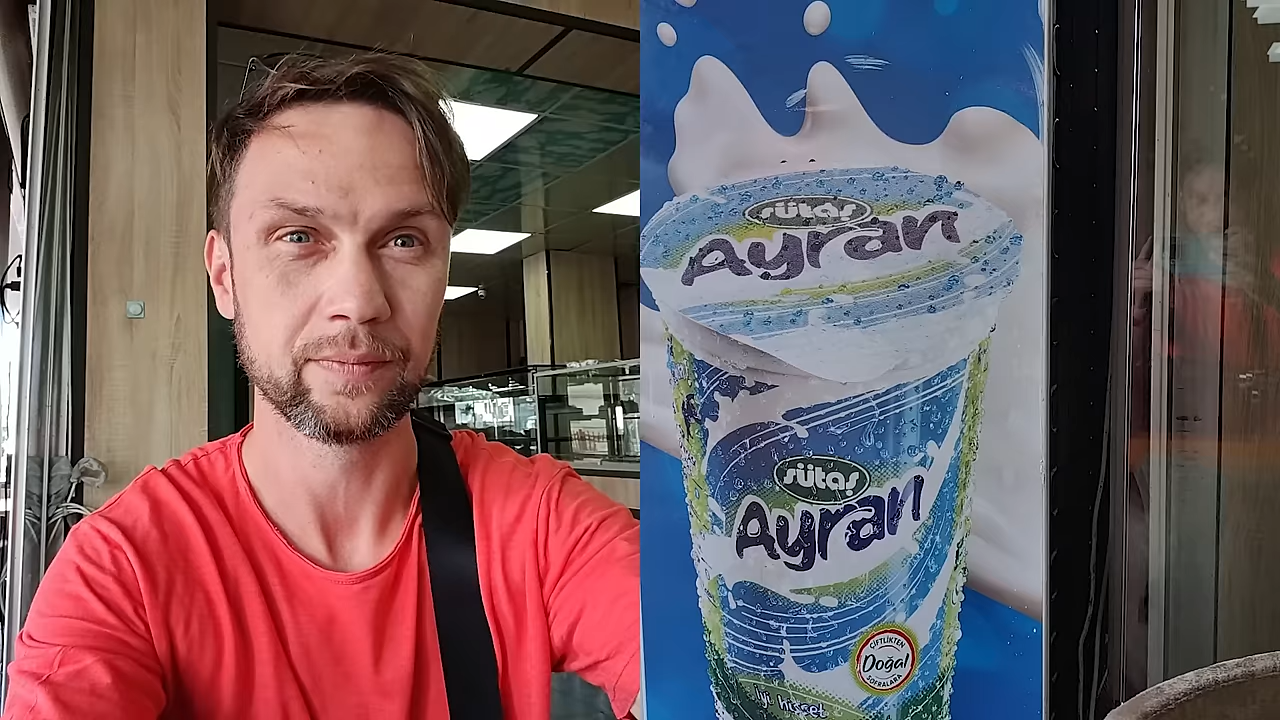 sütaş
Ayran
sütaş
Ayran
ÇİFTLİKTEN
Doğal
SOFRALARA
İyi hisset